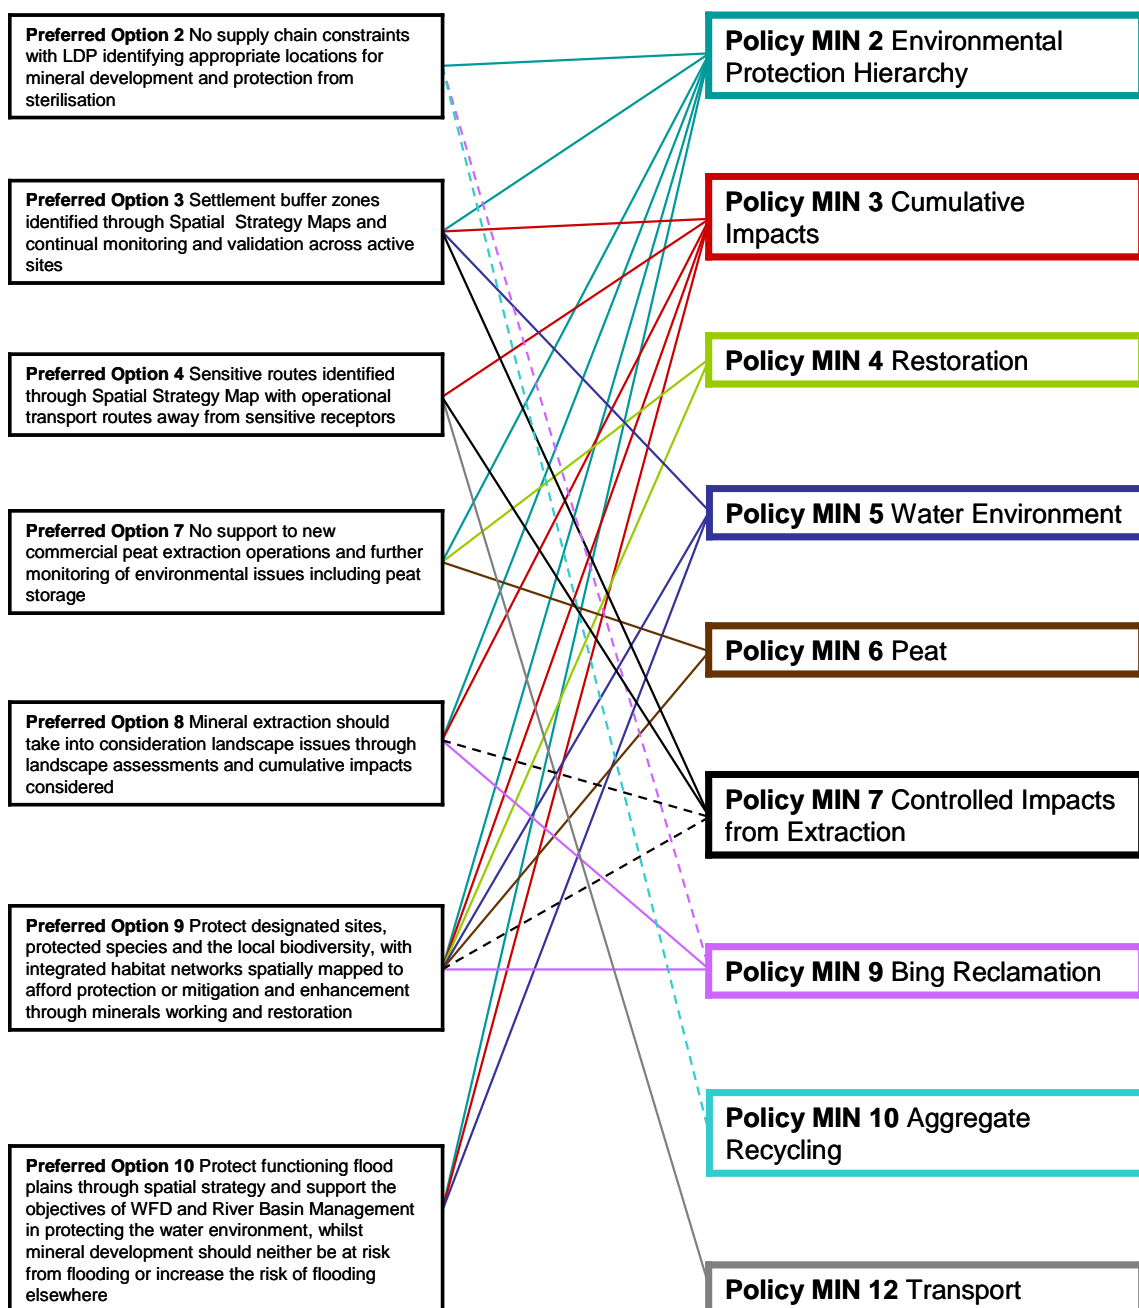 Preferred Option 2 No supply chain constraints
with LDP identifying appropriate locations for
mineral development and protection from
sterilisation
Preferred Option 3 Settlement buffer zones
identified through Spatial Strategy Maps and
continual monitoring and validation across active
sites
Preferred Option 4 Sensitive routes identified
through Spatial Strategy Map with operational
transport routes away from sensitive receptors
Preferred Option 7 No support to new
commercial peat extraction operations and further
monitoring of environmental issues including peat
storage
Preferred Option 8 Mineral extraction should
take into consideration landscape issues through
landscape assessments and cumulative impacts
considered
Preferred Option 9 Protect designated sites,
protected species and the local biodiversity, with
integrated habitat networks spatially mapped to
afford protection or mitigation and enhancement
through minerals working and restoration
Preferred Option 10 Protect functioning flood
plains through spatial strategy and support the
objectives of WFD and River Basin Management
in protecting the water environment, whilst
mineral development should neither be at risk
from flooding or increase the risk of flooding
elsewhere
Policy MIN 2 Environmental
Protection Hierarchy
Policy MIN 3 Cumulative
Impacts
Policy MIN 4 Restoration
Policy MIN 5 Water Environment
Policy MIN 6 Peat
Policy MIN 7 Controlled Impacts
from Extraction
Policy MIN 9 Bing Reclamation
Policy MIN 10 Aggregate
Recycling
Policy MIN 12 Transport